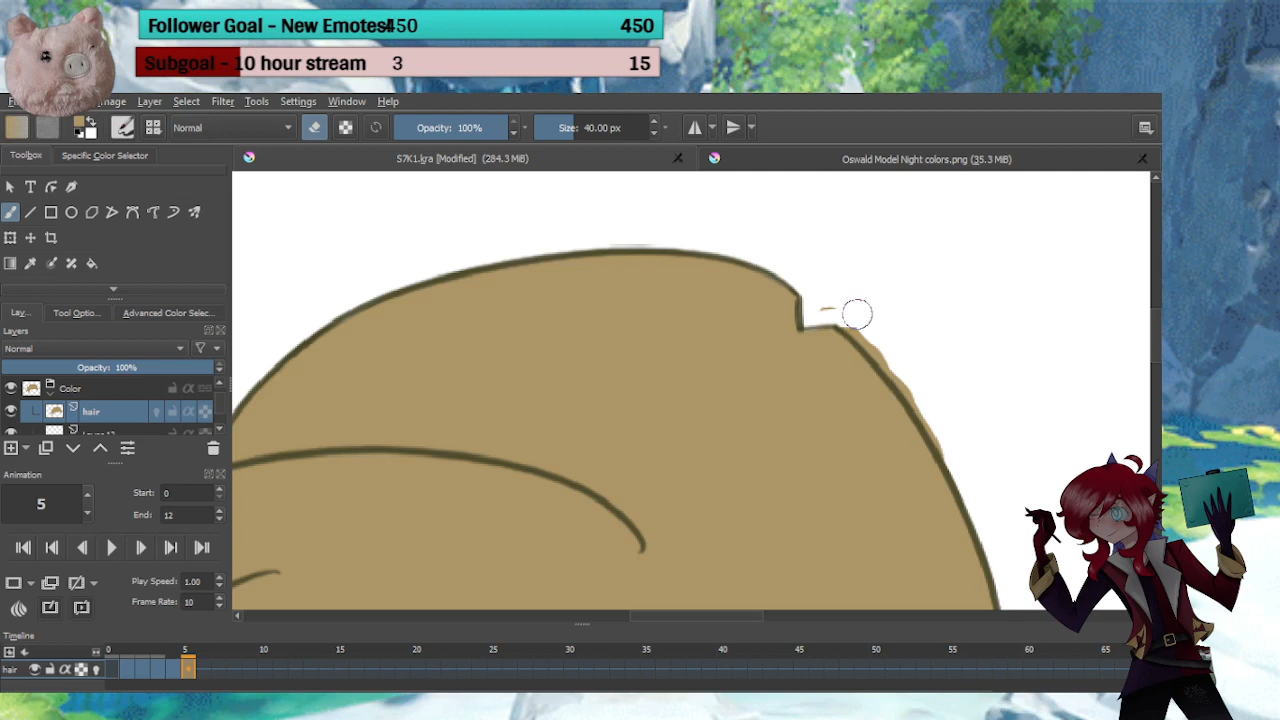 Follower Goal - New Emotes! 450 450
Subgoal - 10 hour stream 3 15
Image Layer Select Filter Tools Settings Window Help
Normal Opacity: 100% Size: 40.00 px
Toolbox Specific Color Selector S7K1.kra [Modified] (284.3 MiB) Oswald Model Night colors.png (35.3 MiB)
Lay... Tool Optio... Advanced Color Selec...
Layers
Normal
Opacity: 100%
Color
hair
Animation
5 Start: 0
End: 12
Play Speed: 1.00
Frame Rate: 10
Timeline
0 5 10 15 20 25 30 35 40 45 50 55 60 65
hair